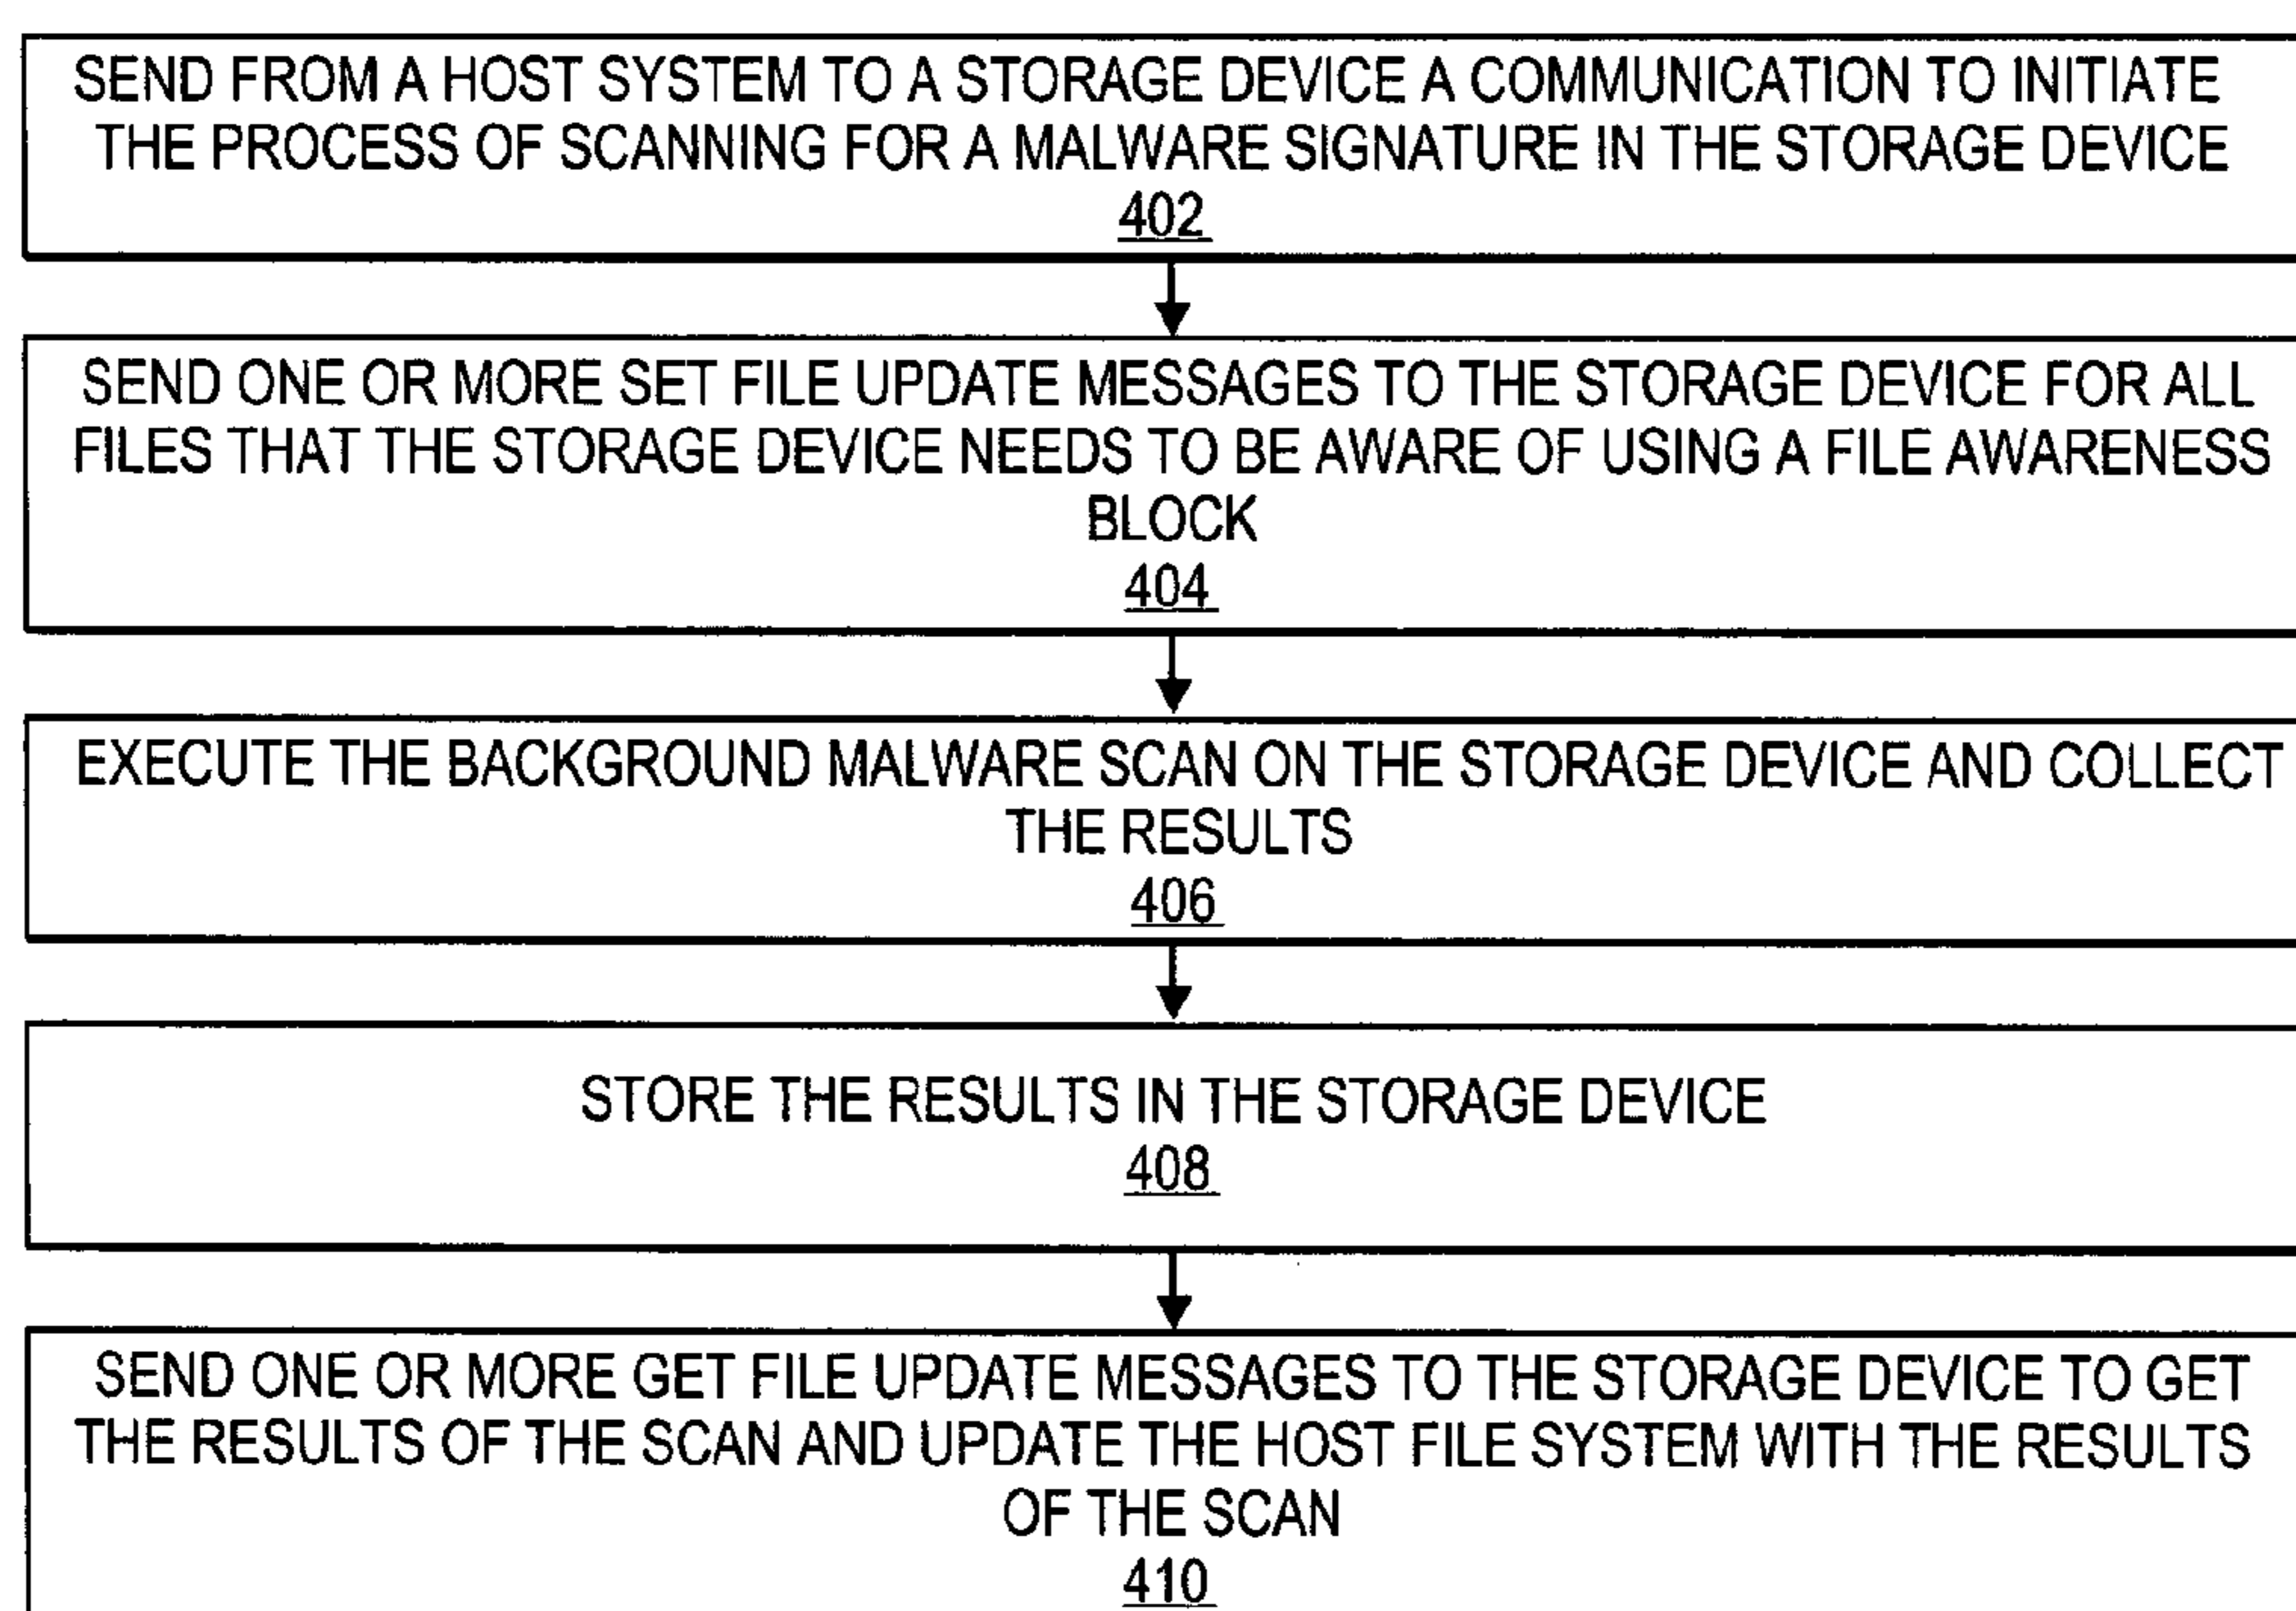 SEND FROM A HOST SYSTEM TO A STORAGE DEVICE A COMMUNICATION TO INITIATE
THE PROCESS OF SCANNING FOR A MALWARE SIGNATURE IN THE STORAGE DEVICE
402
SEND ONE OR MORE SET FILE UPDATE MESSAGES TO THE STORAGE DEVICE FOR ALL
FILES THAT THE STORAGE DEVICE NEEDS TO BE AWARE OF USING A FILE AWARENESS
BLOCK
404
EXECUTE THE BACKGROUND MALWARE SCAN ON THE STORAGE DEVICE AND COLLECT
THE RESULTS
406
STORE THE RESULTS IN THE STORAGE DEVICE
408
SEND ONE OR MORE GET FILE UPDATE MESSAGES TO THE STORAGE DEVICE TO GET
THE RESULTS OF THE SCAN AND UPDATE THE HOST FILE SYSTEM WITH THE RESULTS
OF THE SCAN
410